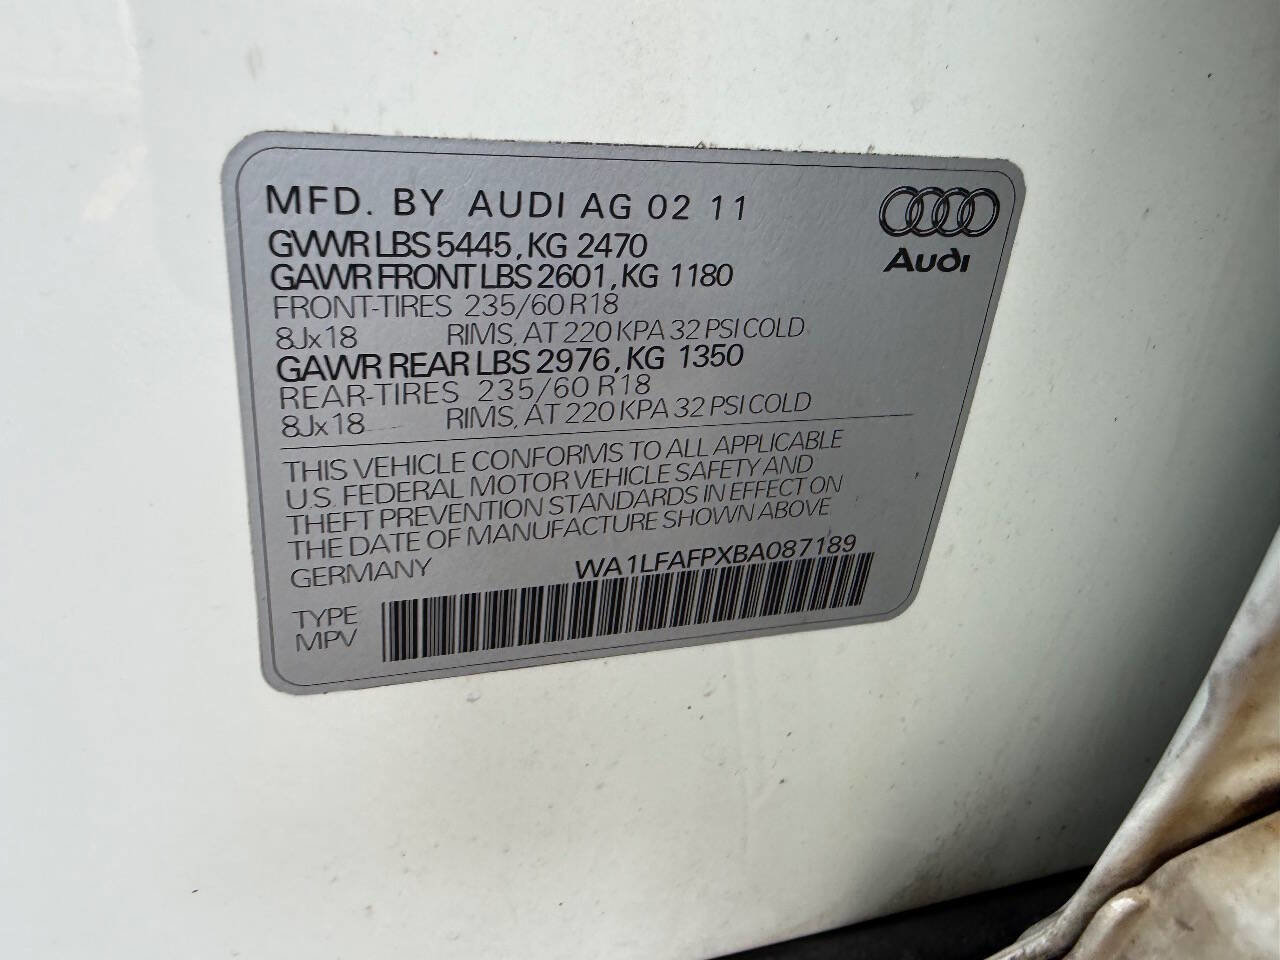 MFD. BY AUDI AG 02 11
GVWR LBS 5445, KG 2470
GAWR FRONT LBS 2601, KG 1180
FRONT-TIRES 235/60 R18
8Jx18 RIMS, AT 220 KPA 32 PSI COLD
GAWR REAR LBS 2976, KG 1350
REAR-TIRES 235/60 R18
8Jx18 RIMS, AT 220 KPA 32 PSI COLD
Audi
THIS VEHICLE CONFORMS TO ALL APPLICABLE
U.S. FEDERAL MOTOR VEHICLE SAFETY AND
THEFT PREVENTION STANDARDS IN EFFECT ON
THE DATE OF MANUFACTURE SHOWN ABOVE
GERMANY WA1LFAFPXBA087189
TYPE
MPV